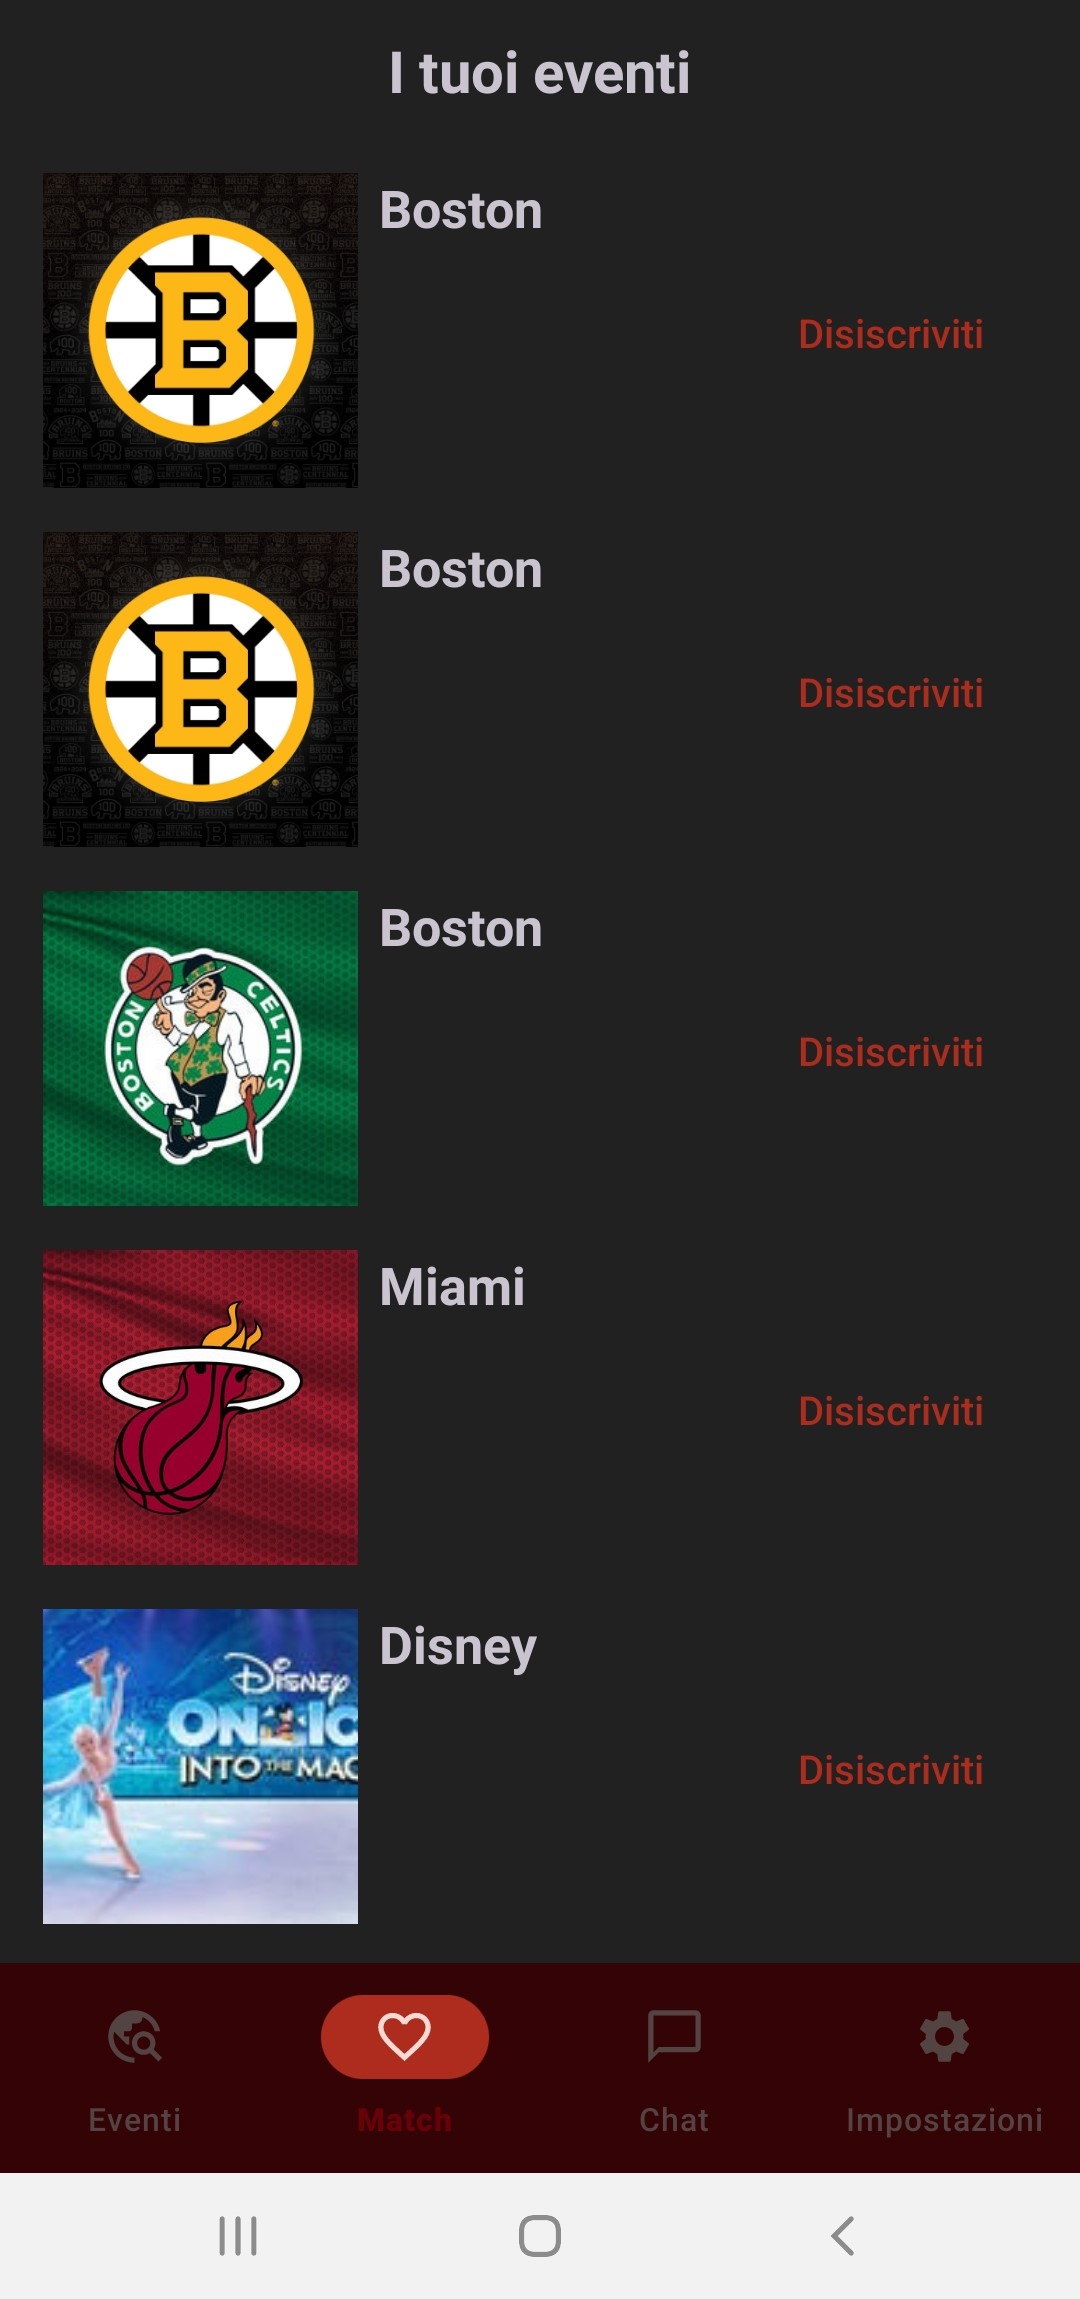 I tuoi eventi
Boston
Disiscriviti
Boston
Disiscriviti
Boston
BOSTON CELTICS
Disiscriviti
Miami
Disiscriviti
Disney
DISNEY
ON IC
INTO THE MAG
Disiscriviti
Eventi
Match
Chat
Impostazioni